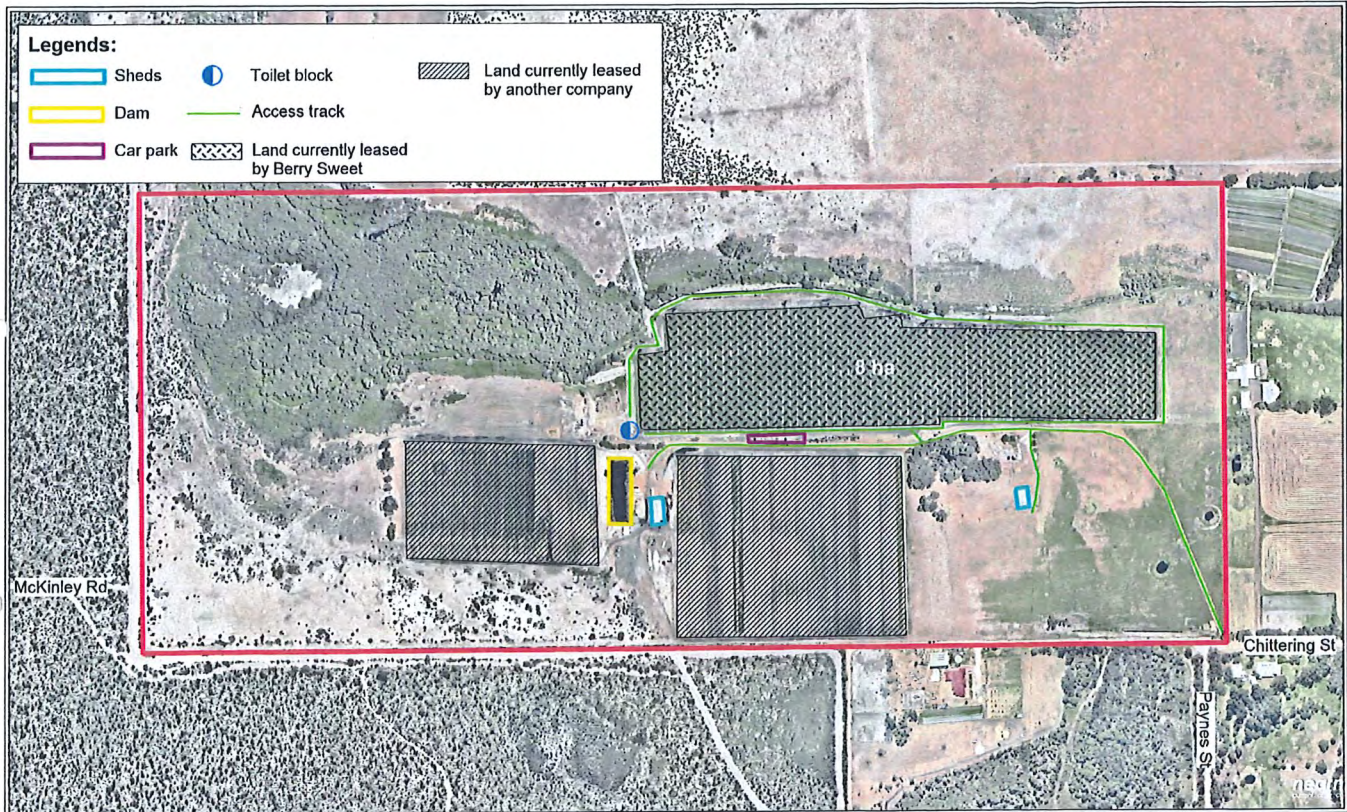 Legends:
Sheds
Toilet block
Land currently leased
by another company
Dam
Access track
Car park
Land currently leased
by Berry Sweet
8 ha
McKinley Rd
Chittering St
Paynes St